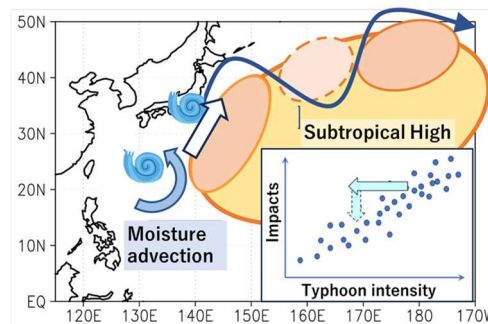 50N
40N
30N
20N
10N
EQ
Subtropical High
Moisture
advection
Impacts
Typhoon intensity
120E 130E 140E 150E 160E 170E 180 170W